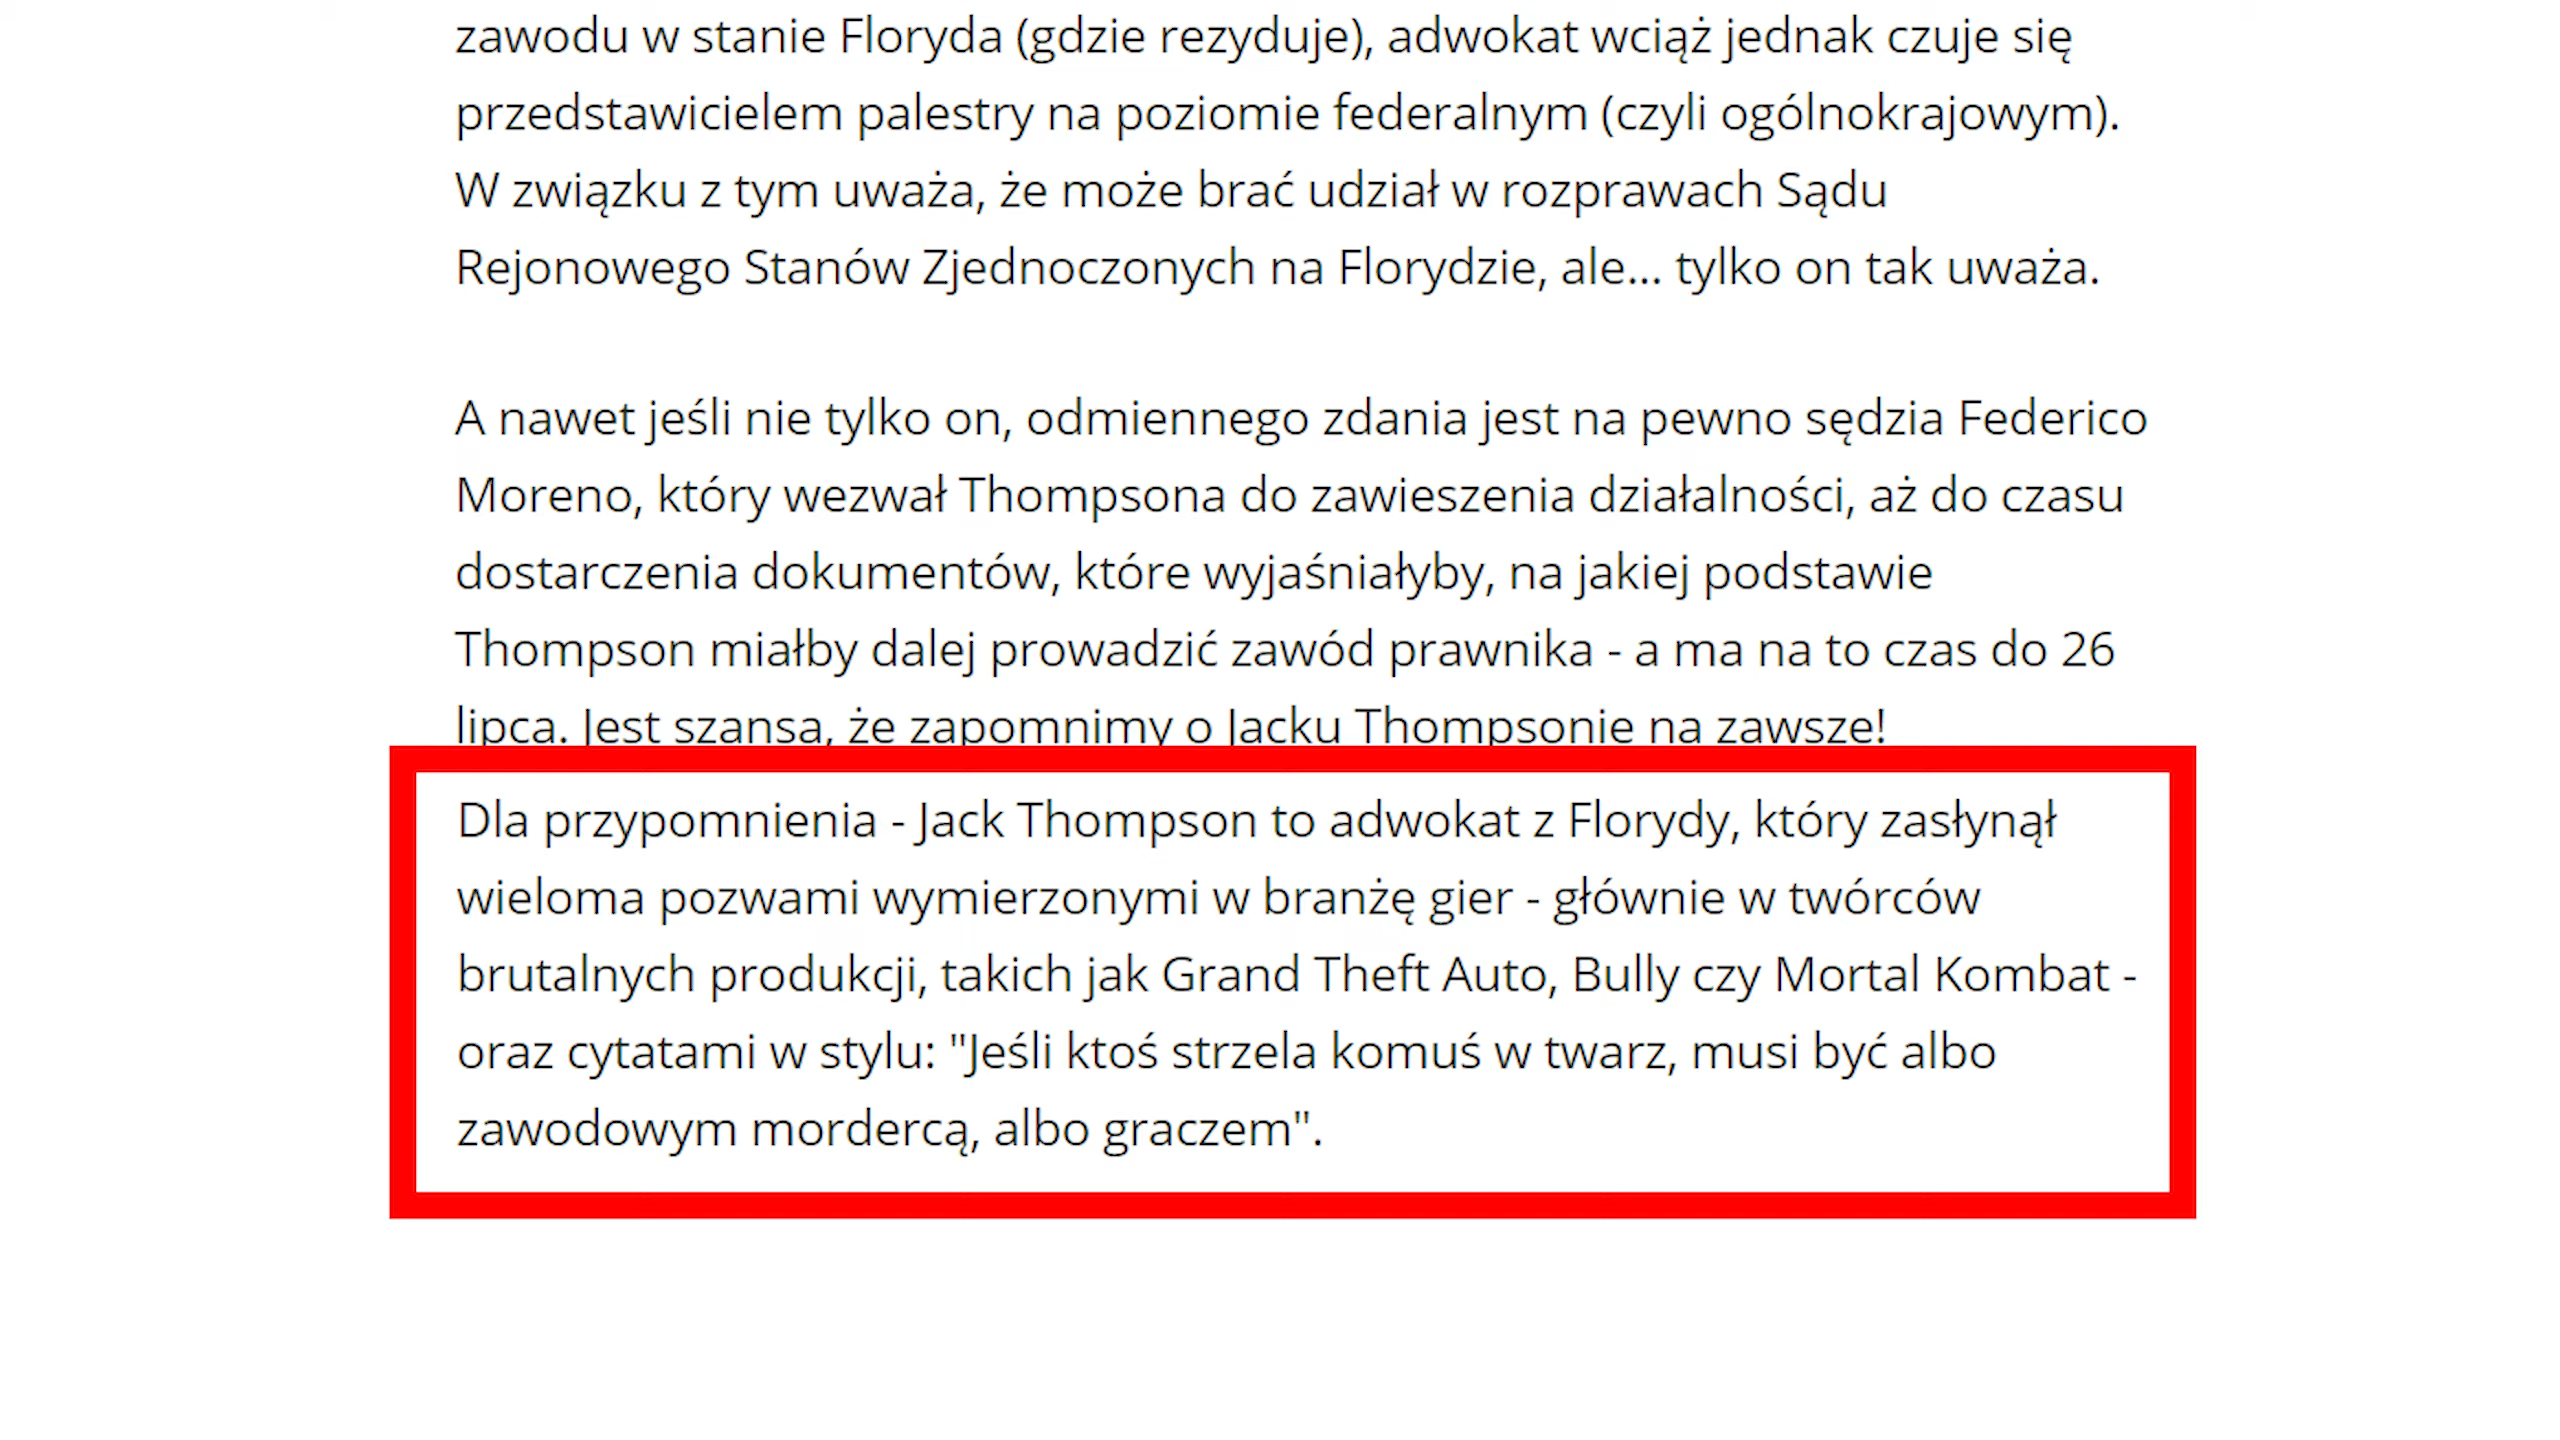 zawodu w stanie Floryda (gdzie rezyduje), adwokat wciąż jednak czuje się
przedstawicielem palestry na poziomie federalnym (czyli ogólnokrajowym).
W związku z tym uważa, że może brać udział w rozprawach Sądu
Rejonowego Stanów Zjednoczonych na Florydzie, ale... tylko on tak uważa.
A nawet jeśli nie tylko on, odmiennego zdania jest na pewno sędzia Federico
Moreno, który wezwał Thompsona do zawieszenia działalności, aż do czasu
dostarczenia dokumentów, które wyjaśniałyby, na jakiej podstawie
Thompson miałby dalej prowadzić zawód prawnika - a ma na to czas do 26
lipca. Jest szansa, że zapomnimy o Jacku Thompsonie na zawsze!
Dla przypomnienia - Jack Thompson to adwokat z Florydy, który zasłynął
wieloma pozwami wymierzonymi w branżę gier - głównie w twórców
brutalnych produkcji, takich jak Grand Theft Auto, Bully czy Mortal Kombat -
oraz cytatami w stylu: "Jeśli ktoś strzela komuś w twarz, musi być albo
zawodowym mordercą, albo graczem".